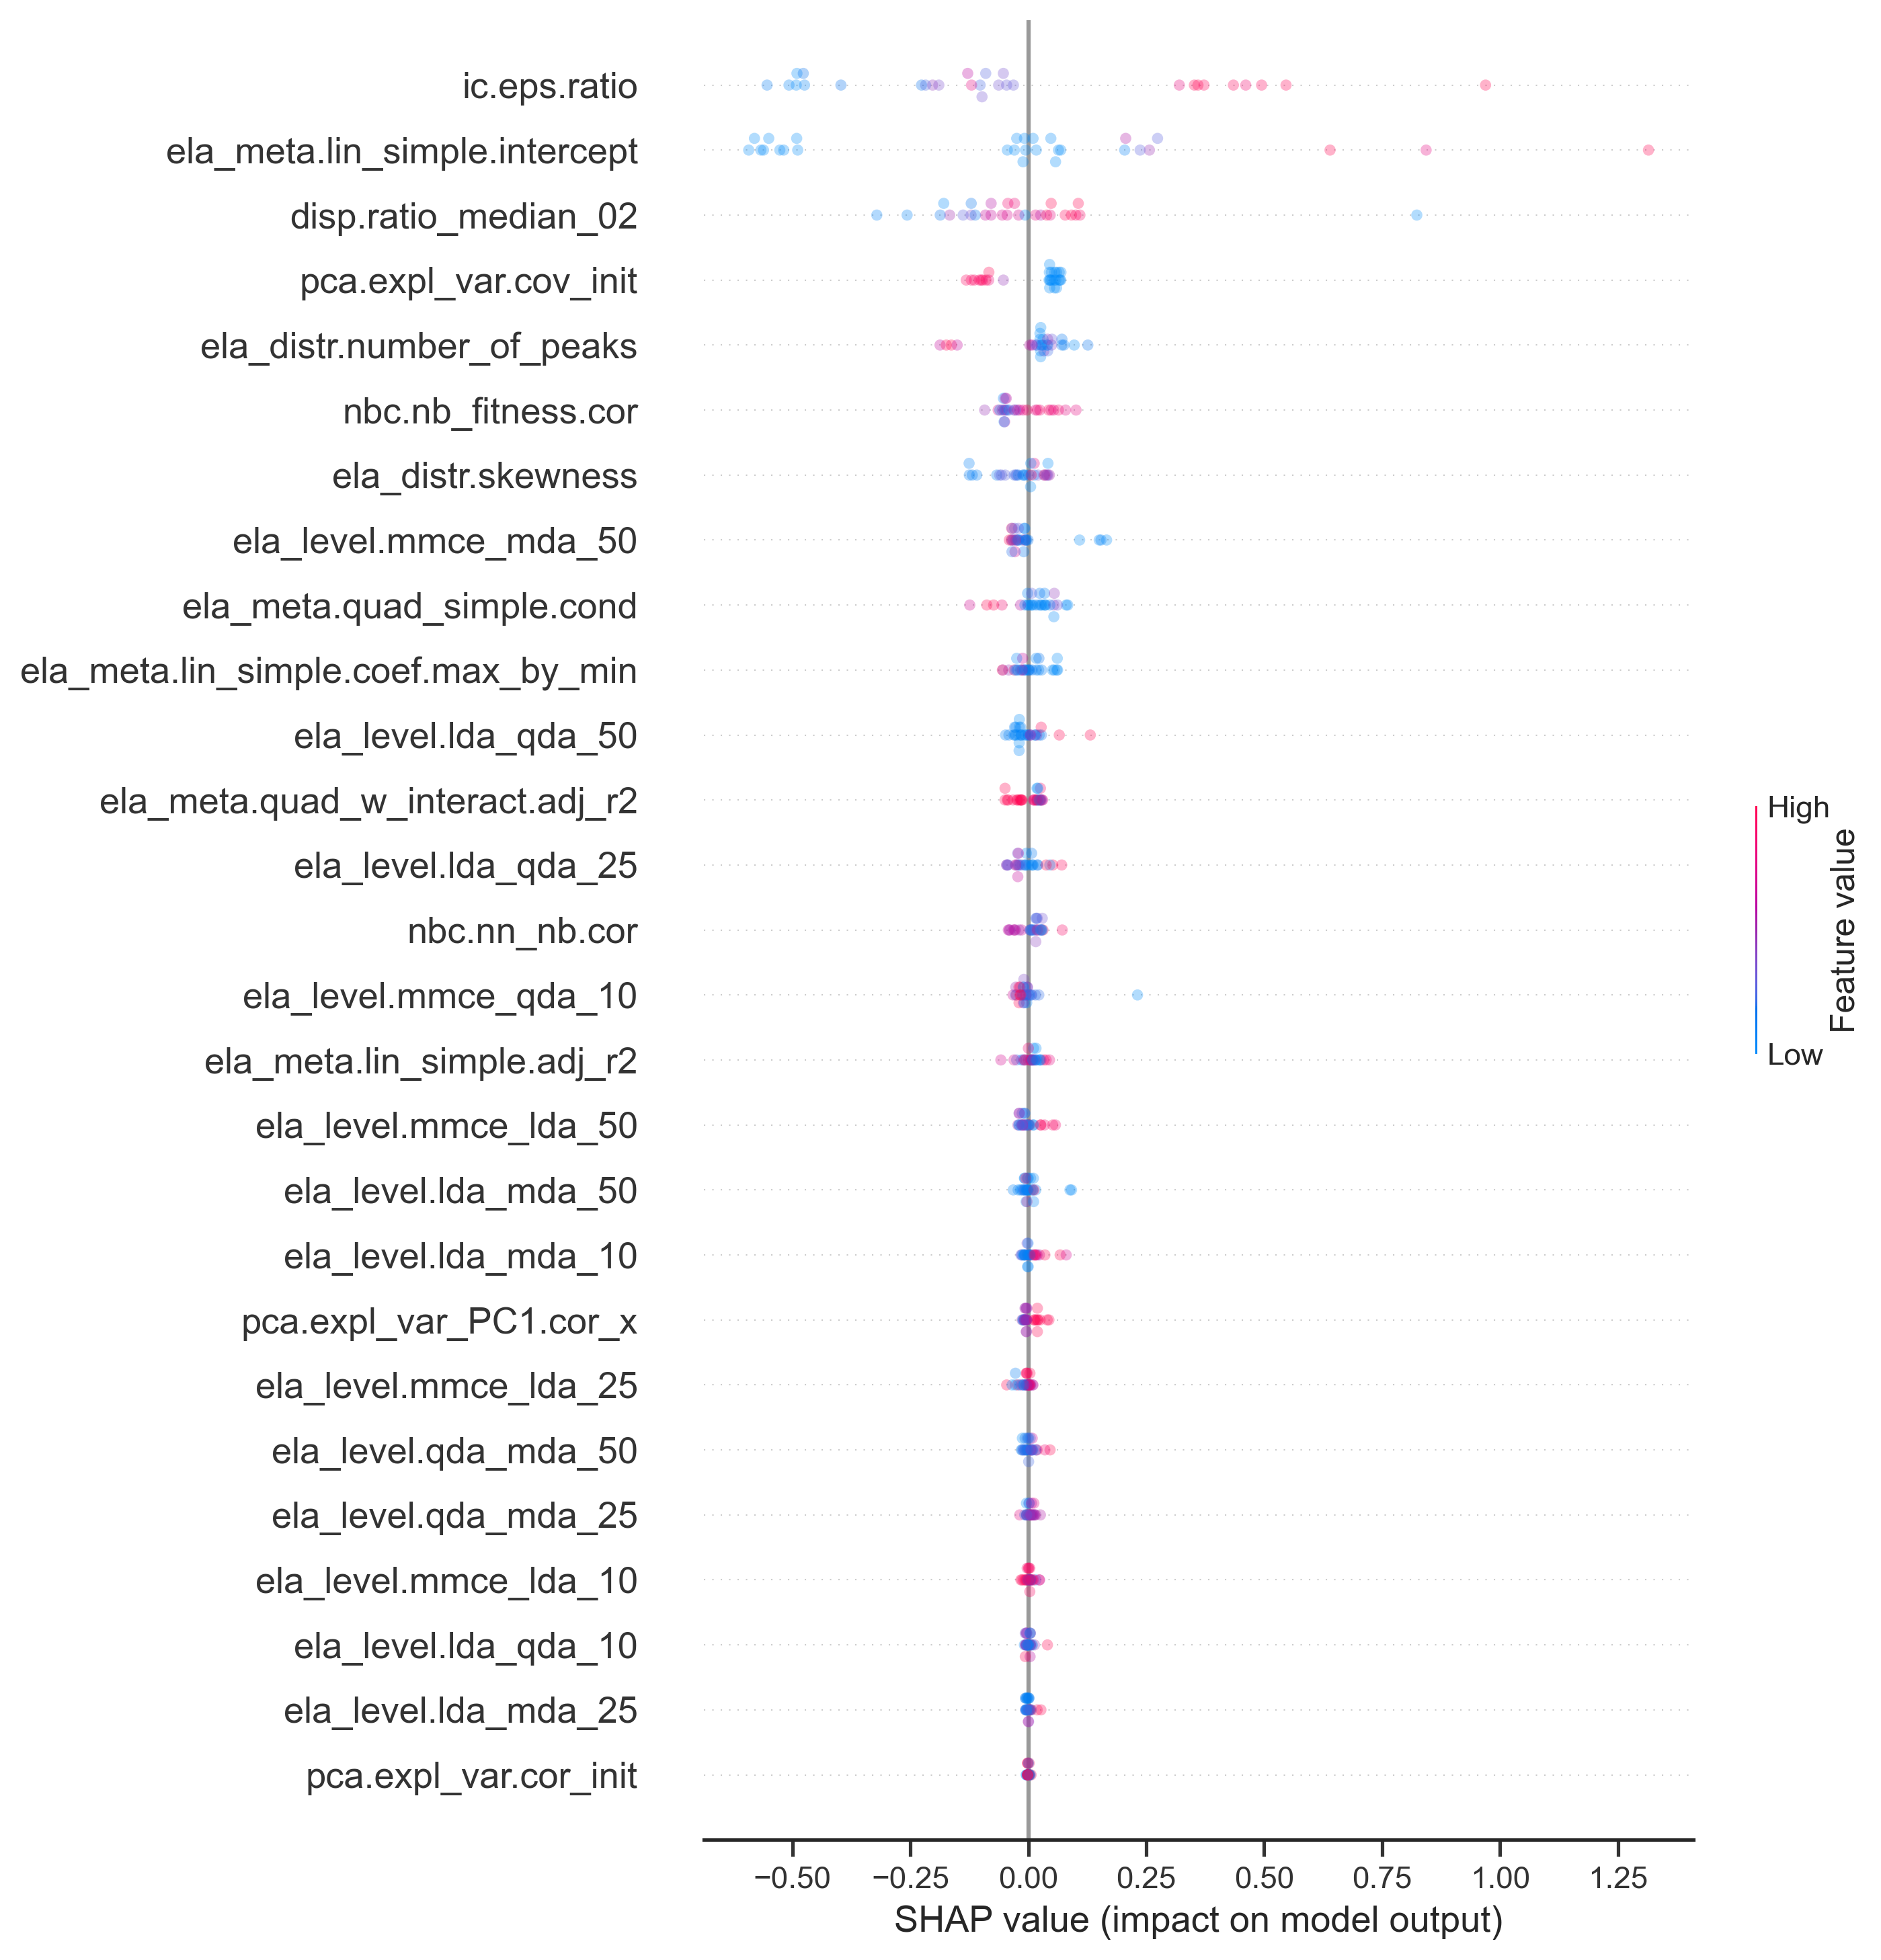 ic.eps.ratio
ela_meta.lin_simple.intercept
disp.ratio_median_02
pca.expl_var.cov_init
ela_distr.number_of_peaks
nbc.nb_fitness.cor
ela_distr.skewness
ela_level.mmce_mda_50
ela_meta.quad_simple.cond
ela_meta.lin_simple.coef.max_by_min
ela_level.lda_qda_50
ela_meta.quad_w_interact.adj_r2
ela_level.lda_qda_25
nbc.nn_nb.cor
ela_level.mmce_qda_10
ela_meta.lin_simple.adj_r2
ela_level.mmce_lda_50
ela_level.lda_mda_50
ela_level.lda_mda_10
pca.expl_var_PC1.cor_x
ela_level.mmce_lda_25
ela_level.qda_mda_50
ela_level.qda_mda_25
ela_level.mmce_lda_10
ela_level.lda_qda_10
ela_level.lda_mda_25
pca.expl_var.cor_init
−0.50 −0.25 0.00 0.25 0.50 0.75 1.00 1.25
SHAP value (impact on model output)
High
Feature value
Low